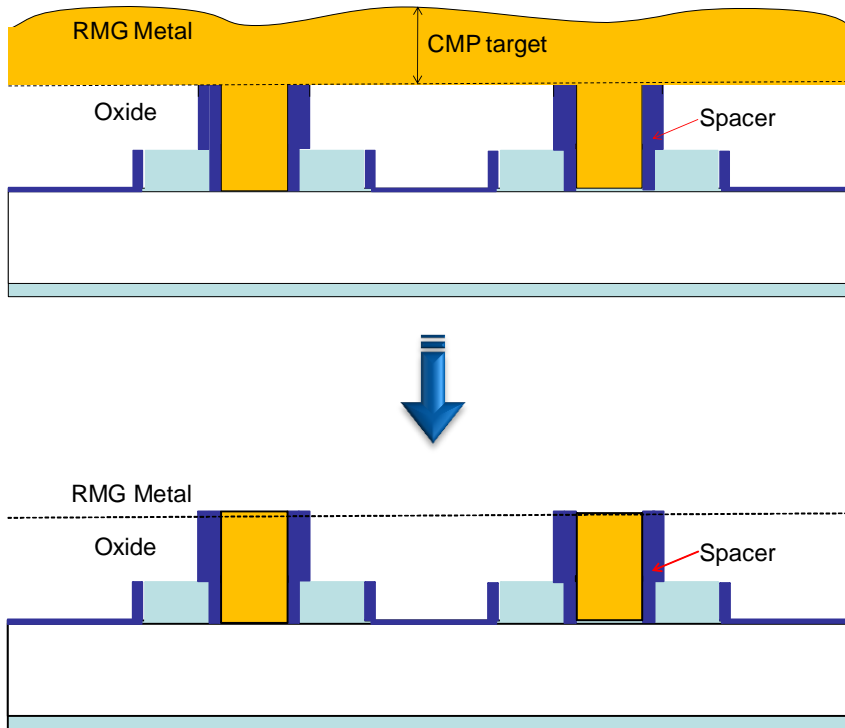 RMG Metal
CMP target
Oxide
Spacer
RMG Metal
Oxide
Spacer